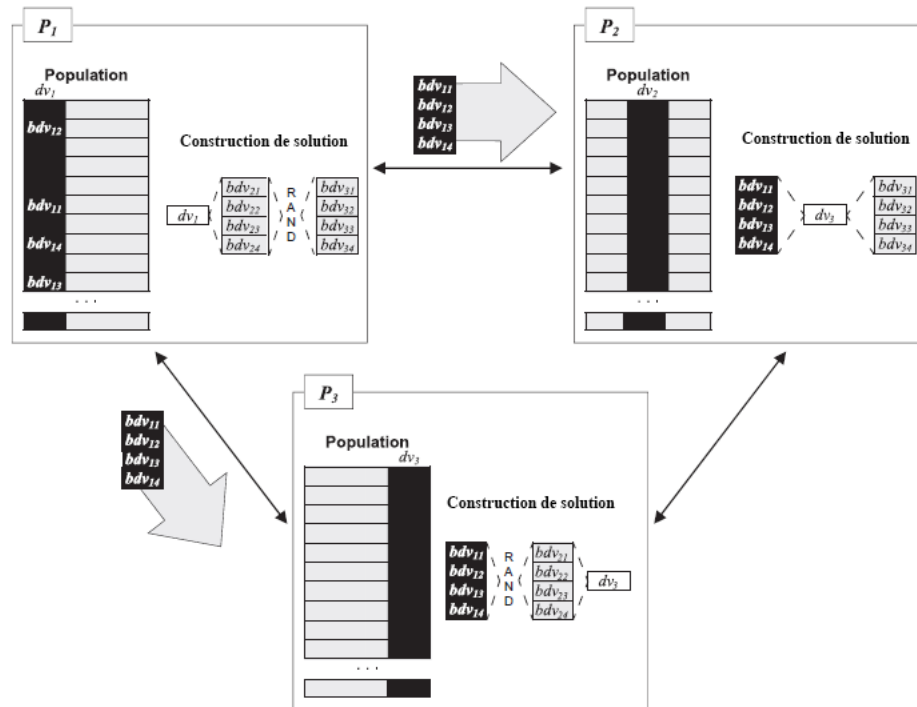 P1
Population
dv1
bdv12
bdv11
bdv14
bdv13
. . .
Construction de solution
dv1
bdv21
bdv22
bdv23
bdv24
R
A
N
D
bdv31
bdv32
bdv33
bdv34
bdv11
bdv12
bdv13
bdv14
P2
Population
dv2
. . .
Construction de solution
bdv11
bdv12
bdv13
bdv14
dv3
bdv31
bdv32
bdv33
bdv34
bdv11
bdv12
bdv13
bdv14
P3
Population
dv3
. . .
Construction de solution
bdv11
bdv12
bdv13
bdv14
R
A
N
D
bdv21
bdv22
bdv23
bdv24
dv3